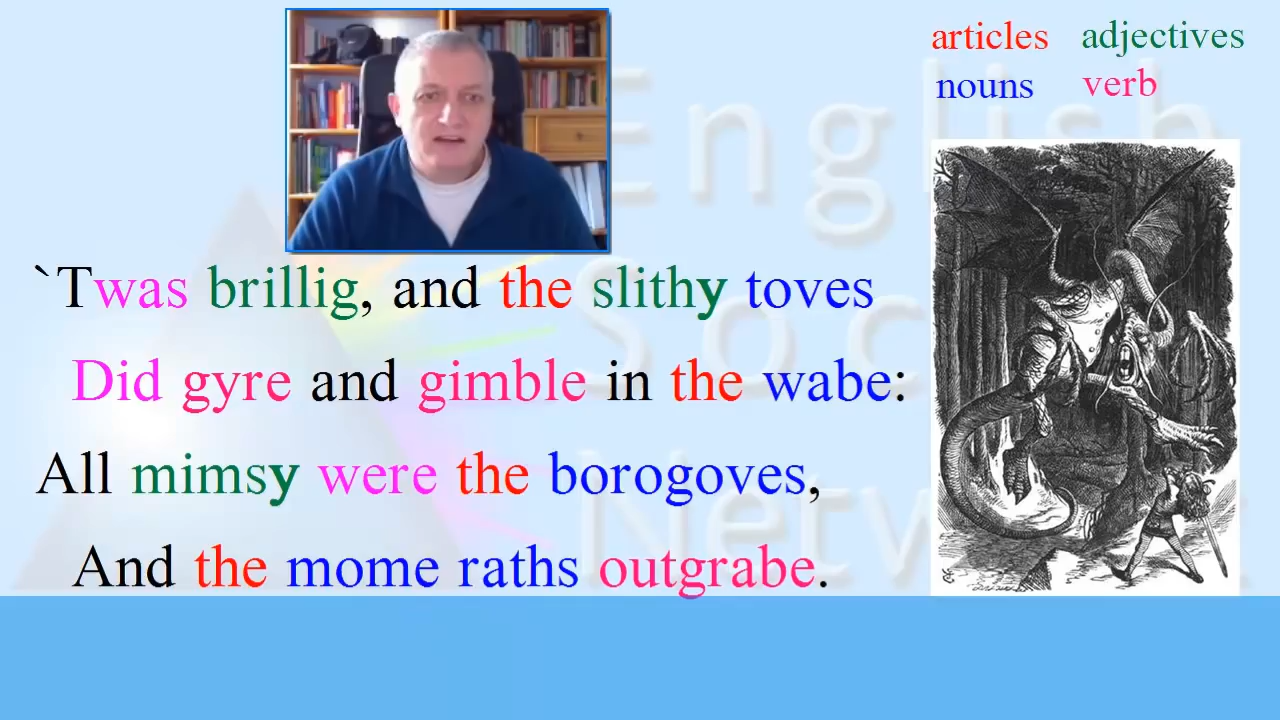 articles adjectives
nouns verb
English
`Twas brillig, and the slithy toves
Did gyre and gimble in the wabe:
All mimsy were the borogoves,
And the mome raths outgrabe.